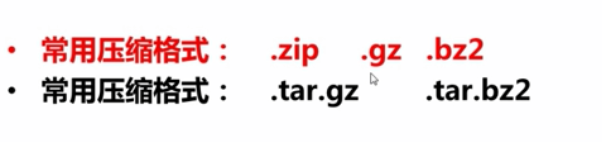 • 常用压缩格式： .zip .gz .bz2
• 常用压缩格式： .tar.gz .tar.bz2